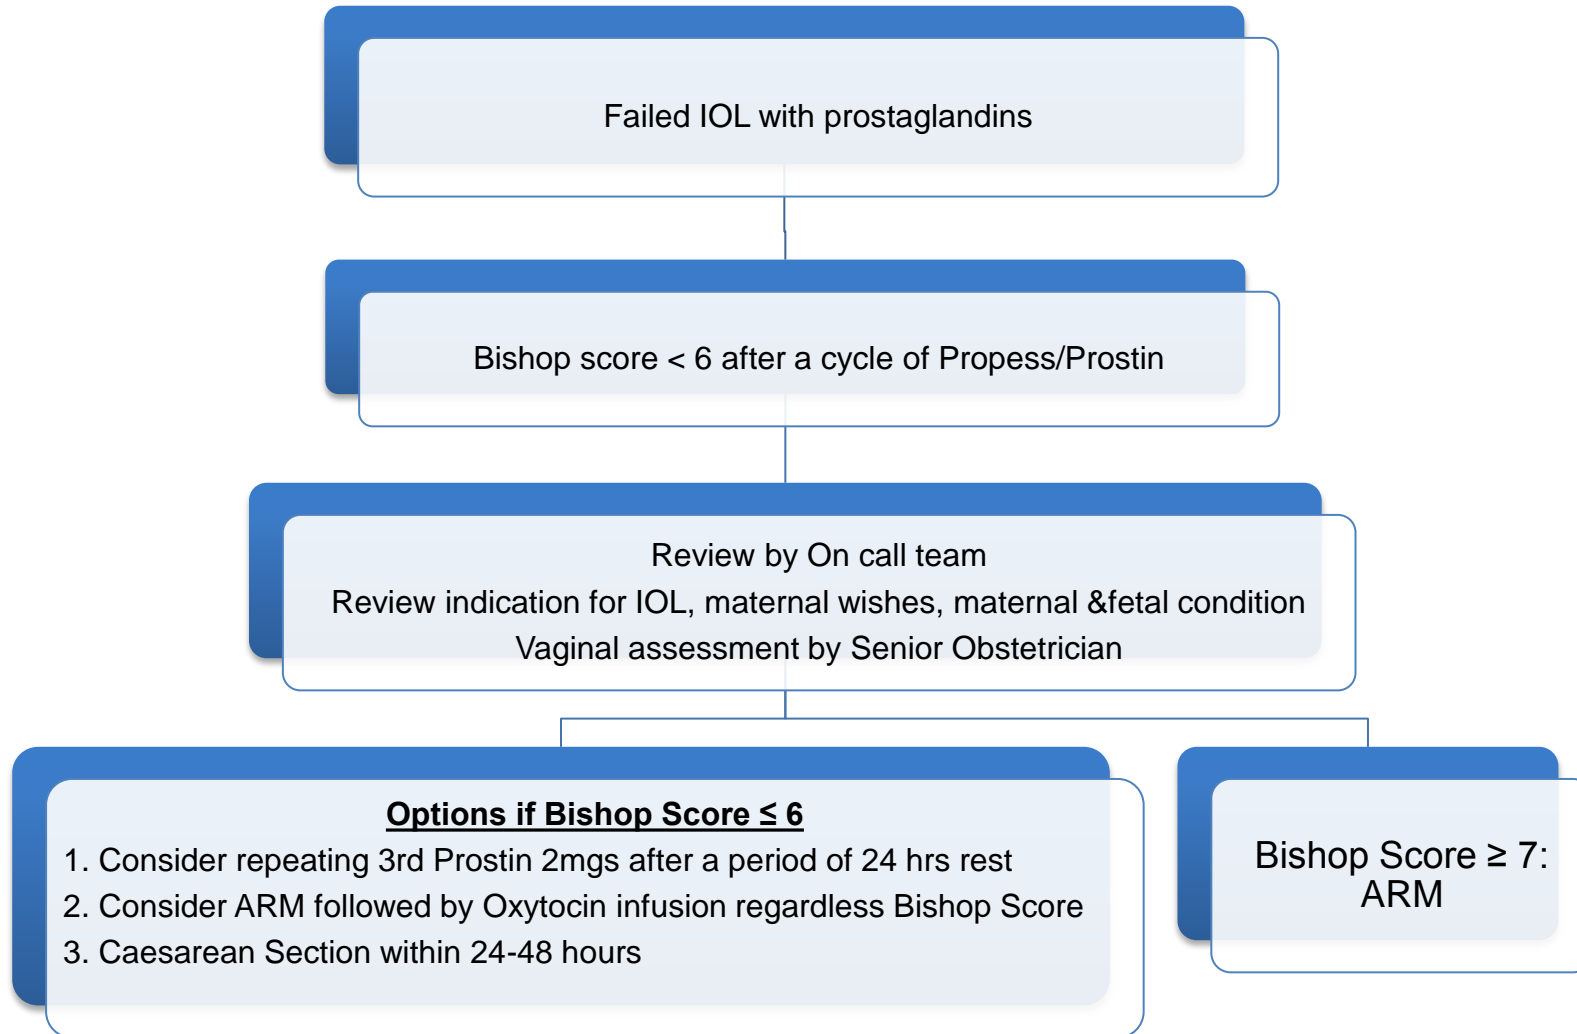 Failed IOL with prostaglandins
Bishop score < 6 after a cycle of Propess/Prostin
Review by On call team
Review indication for IOL, maternal wishes, maternal &fetal condition
Vaginal assessment by Senior Obstetrician
Options if Bishop Score ≤ 6
1. Consider repeating 3rd Prostin 2mgs after a period of 24 hrs rest
2. Consider ARM followed by Oxytocin infusion regardless Bishop Score
3. Caesarean Section within 24-48 hours
Bishop Score ≥ 7:
ARM